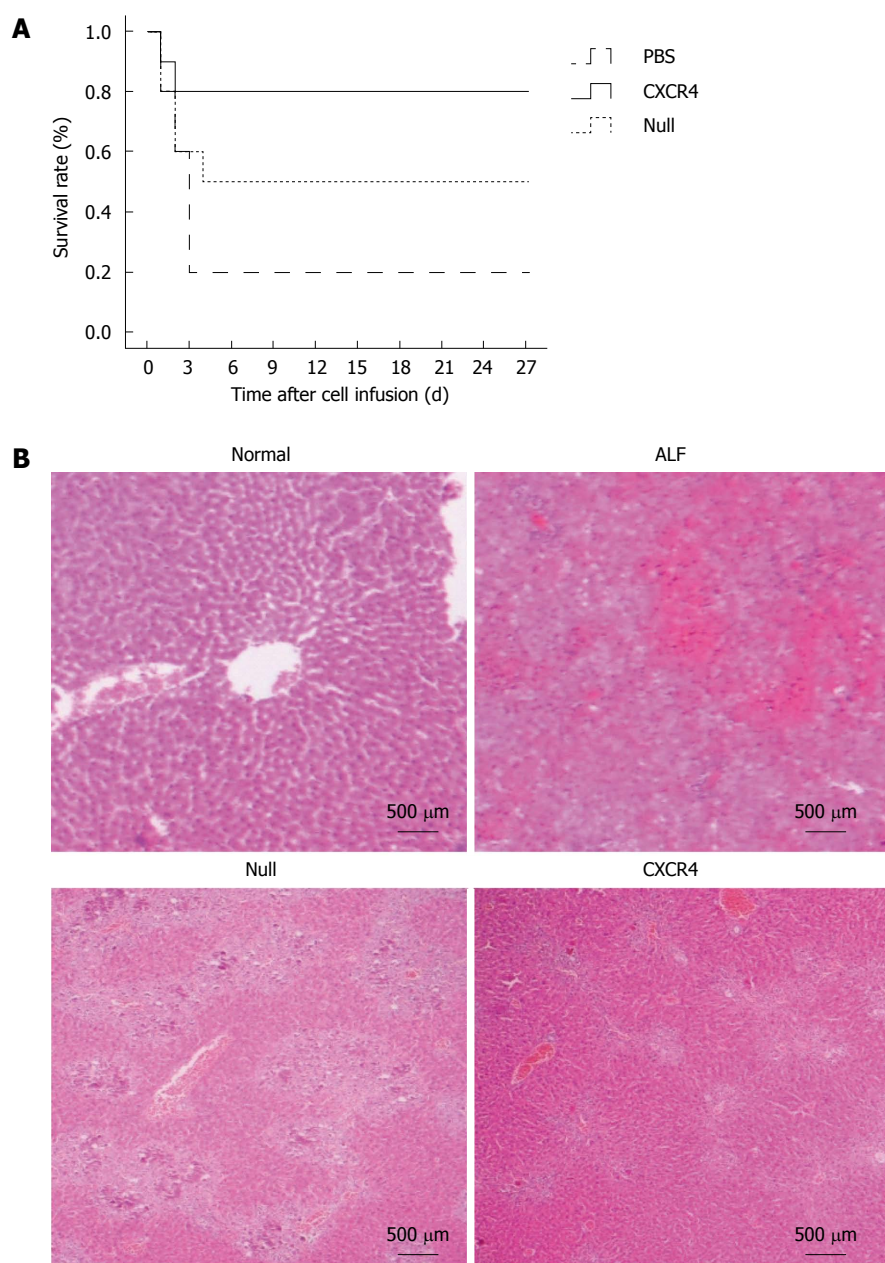 A
1.0
0.8
0.6
0.4
0.2
0.0
Survival rate (%)
0 3 6 9 12 15 18 21 24 27
Time after cell infusion (d)
PBS
CXCR4
Null
B
Normal
ALF
500 μm
500 μm
Null
CXCR4
500 μm
500 μm